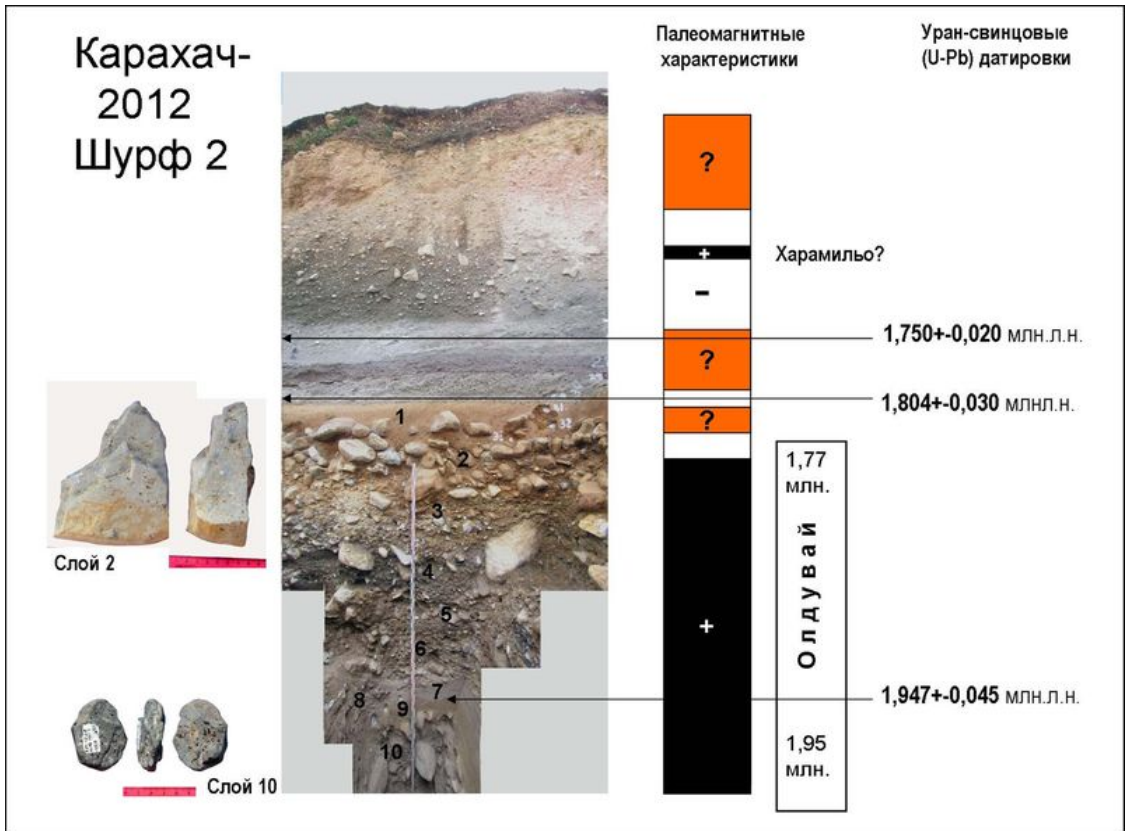 Карахач-
2012
Шурф 2
Палеомагнитные
характеристики
Уран-свинцовые
(U-Pb) датировки
?
+
Харамильо?
-
1,750+-0,020 млн.л.н.
?
1,804+-0,030 млнл.н.
?
1
2
3
4
5
6
7
8
9
10
Слой 2
Слой 10
1,77
млн.
Олдувай
+
1,947+-0,045 млн.л.н.
1,95
млн.